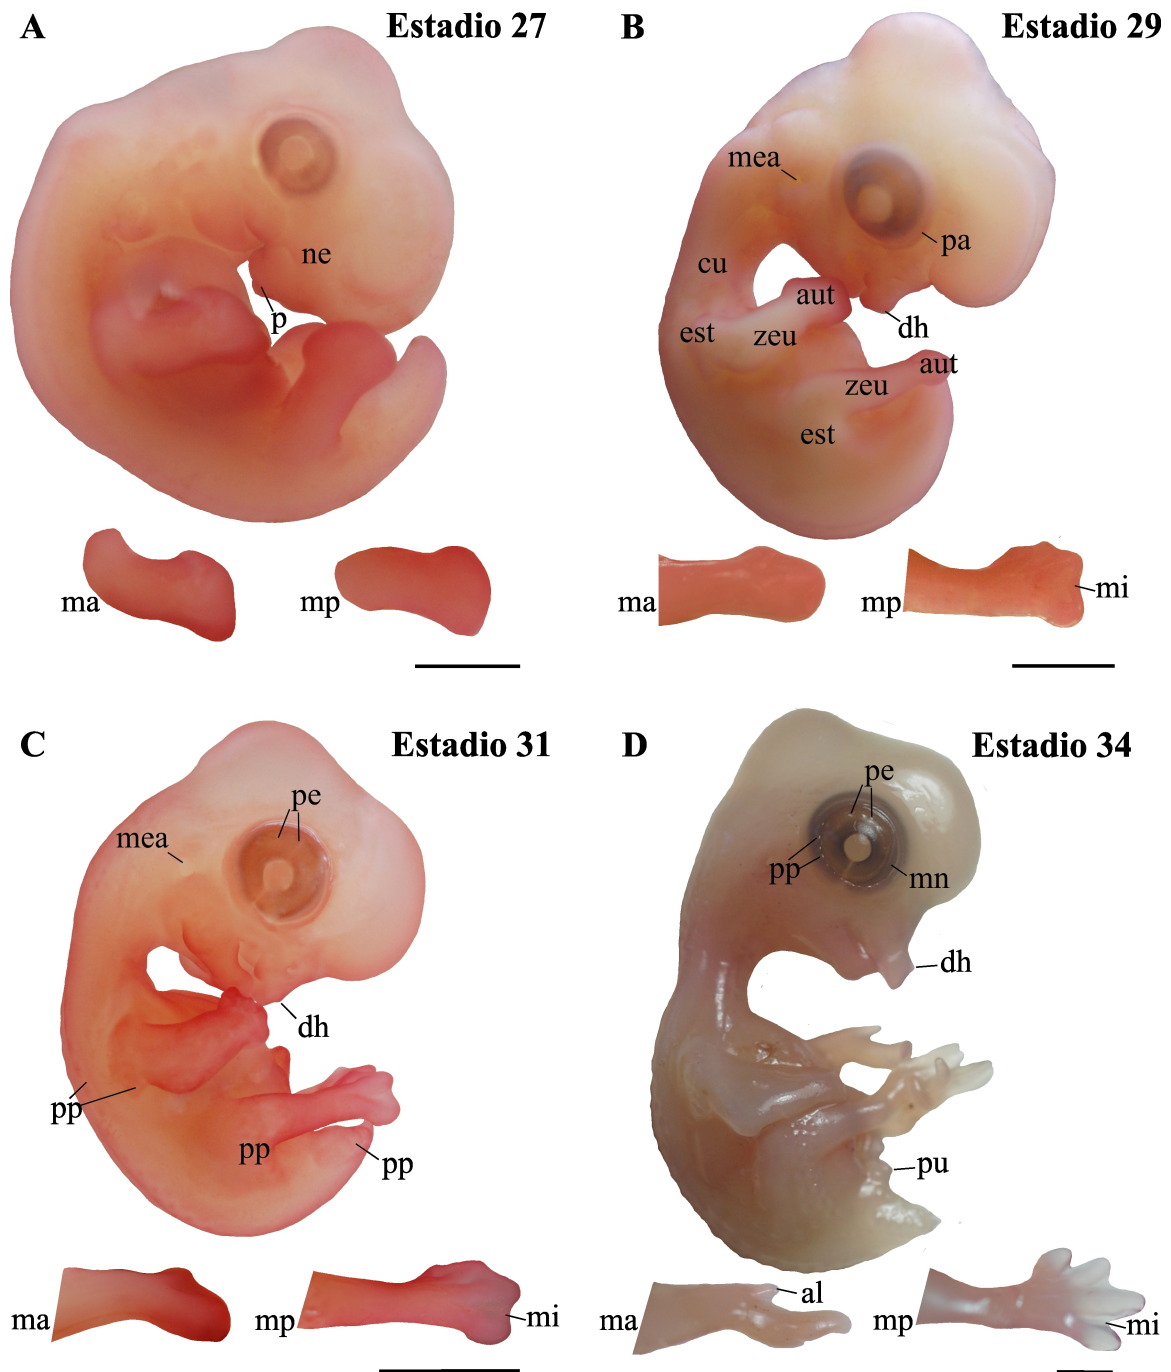 A Estadio 27
ne
p
ma
mp
B Estadio 29
mea
pa
cu
aut
dh
est
zeu
aut
zeu
est
ma
mp
mi
C Estadio 31
pe
mea
dh
pp
pp
pp
ma
mp
mi
D Estadio 34
pe
pp
mn
dh
pu
al
ma
mp
mi